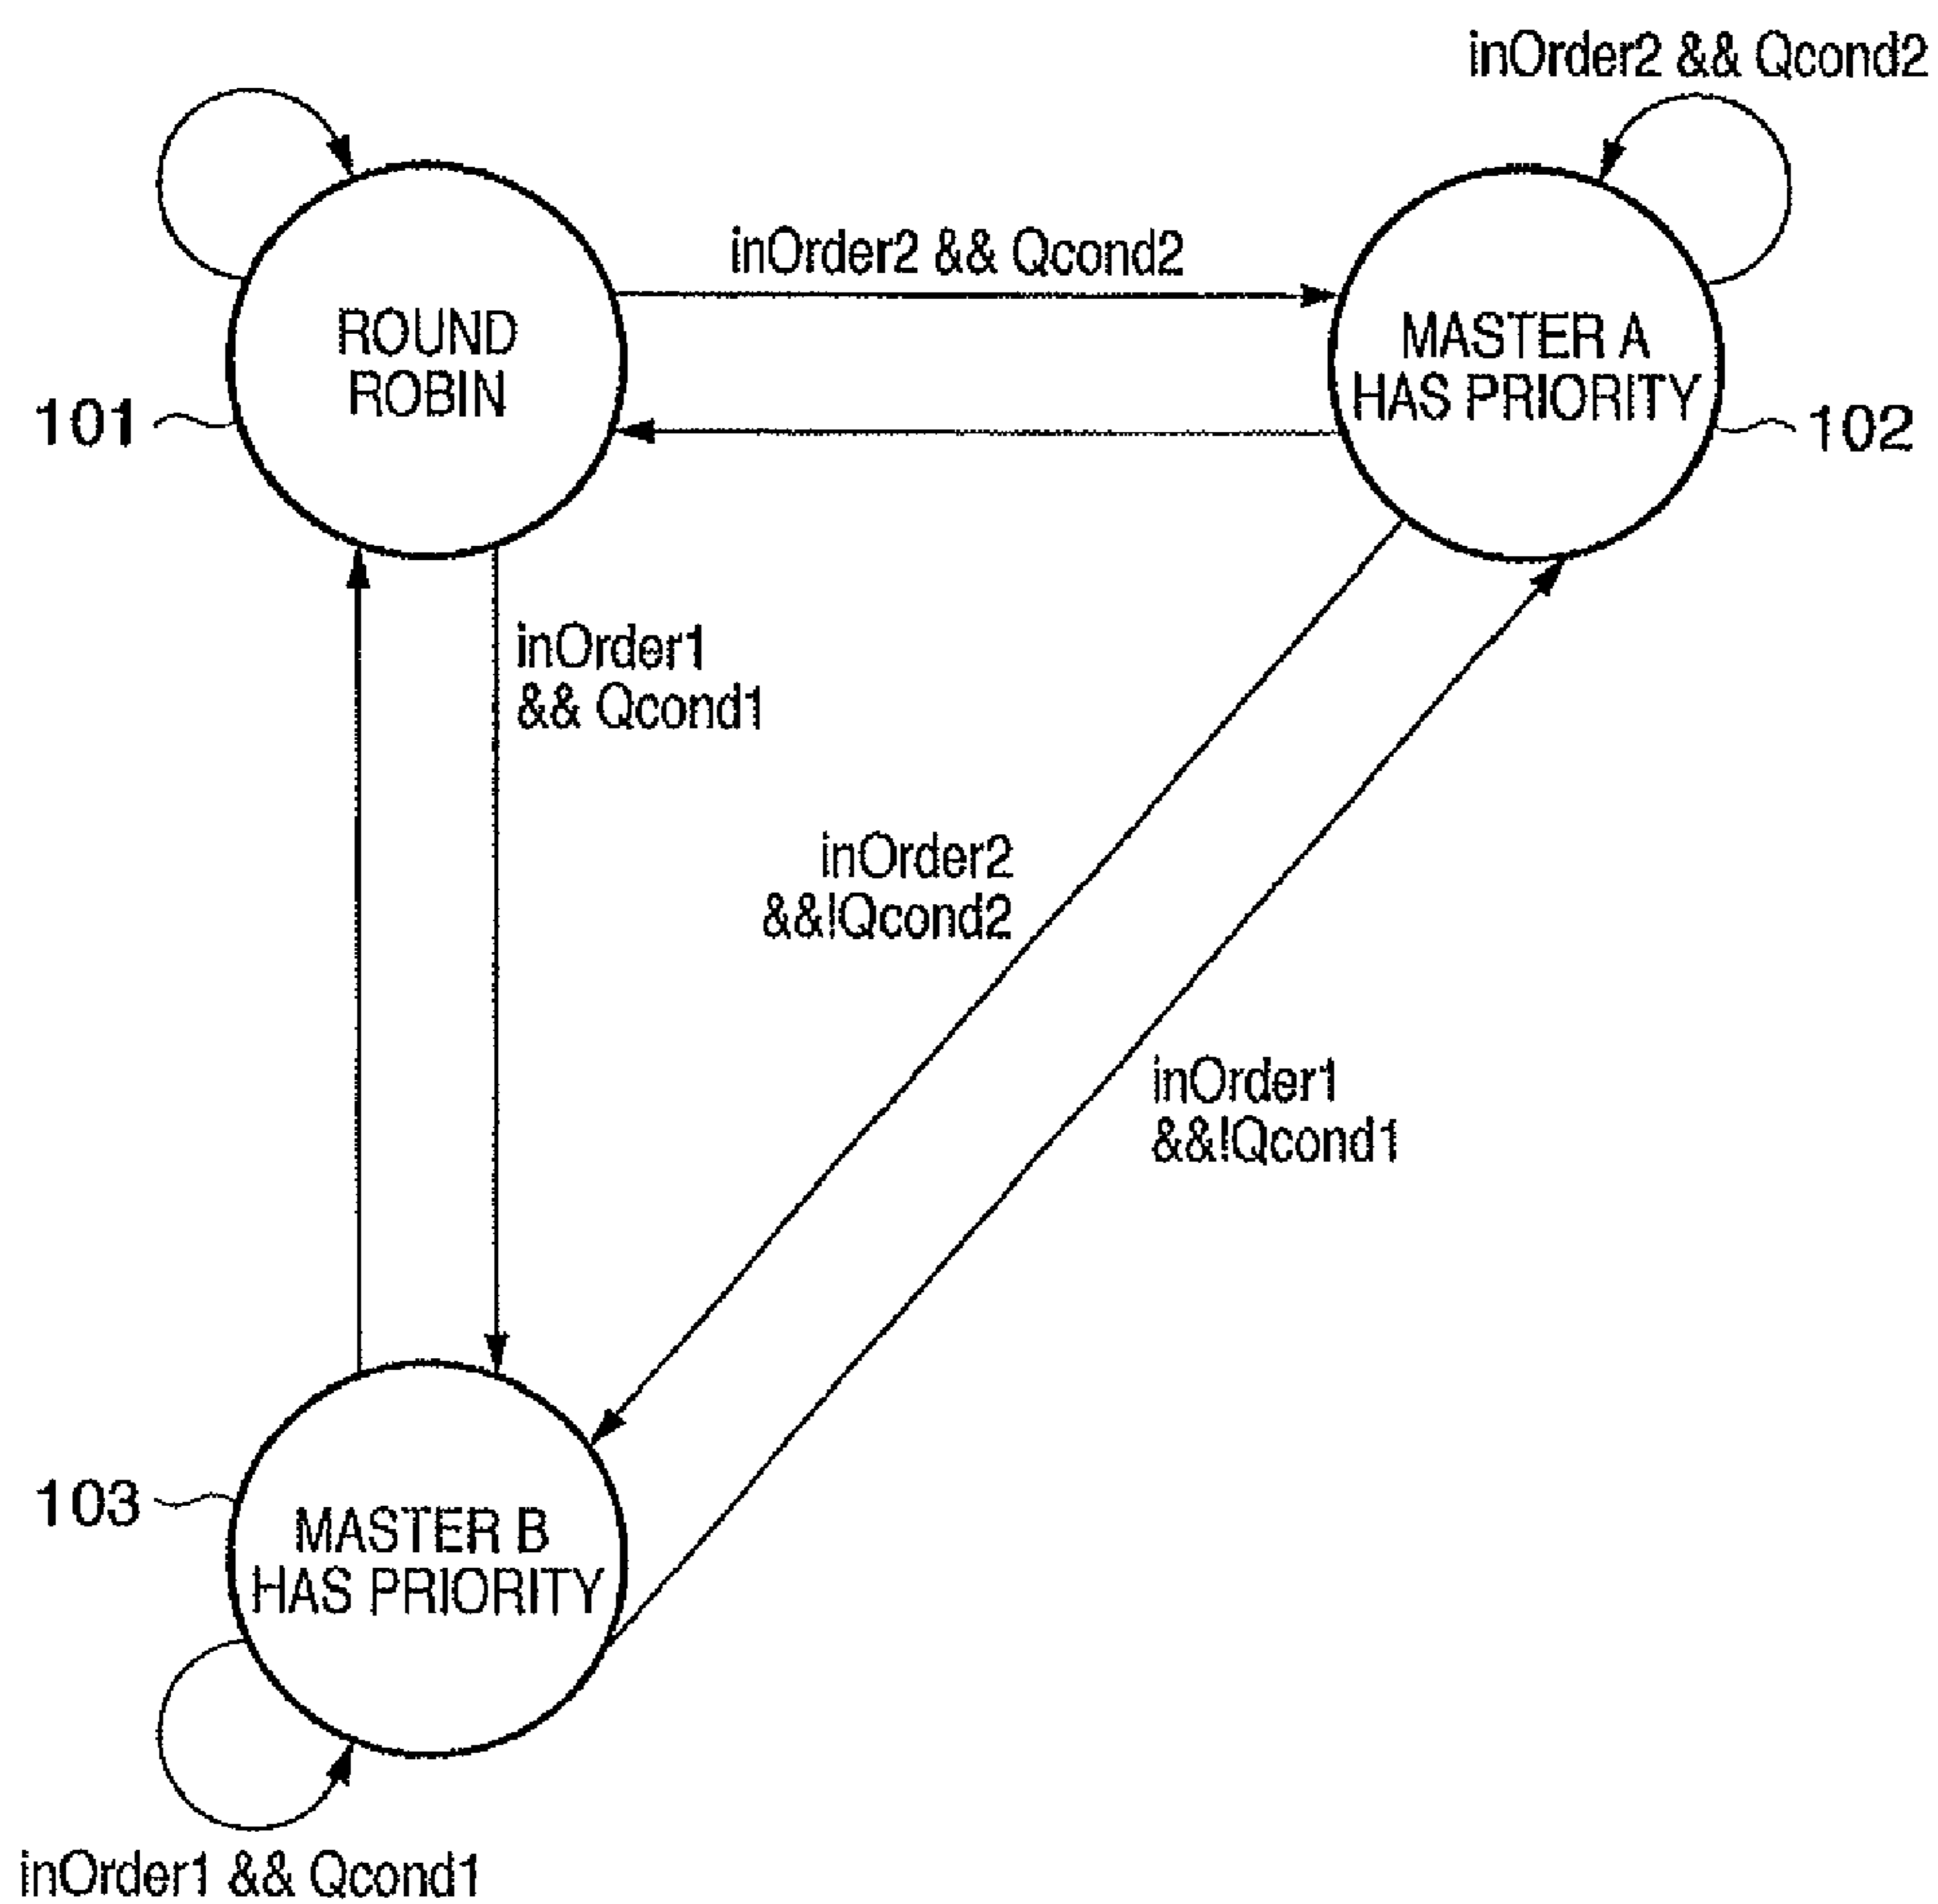 inOrder2 && Qcond2
inOrder2 && Qcond2
ROUND
ROBIN
MASTER A
HAS PRIORITY
101
102
inOrder1
&& Qcond1
inOrder2
&&!Qcond2
inOrder1
&&!Qcond1
103
MASTER B
HAS PRIORITY
inOrder1 && Qcond1